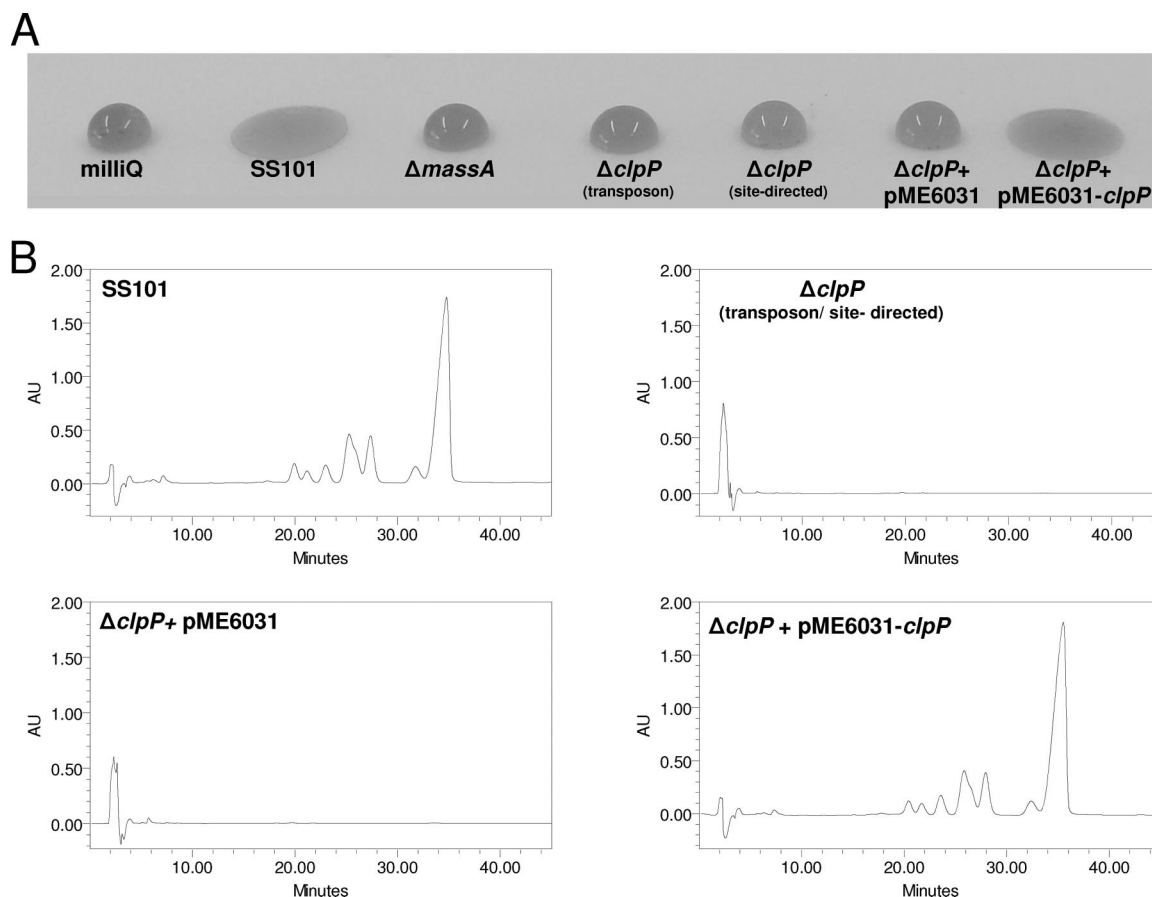 A
milliQ
SS101
ΔmassA
ΔclpP
(transposon)
ΔclpP
(site-directed)
ΔclpP+
pME6031
ΔclpP+
pME6031-clpP
B
SS101
2.00
1.50
1.00
0.50
0.00
AU
10.00 20.00 30.00 40.00
Minutes
ΔclpP
(transposon/ site- directed)
2.00
1.50
1.00
0.50
0.00
AU
10.00 20.00 30.00 40.00
Minutes
ΔclpP+ pME6031
2.00
1.50
1.00
0.50
0.00
AU
10.00 20.00 30.00 40.00
Minutes
ΔclpP + pME6031-clpP
2.00
1.50
1.00
0.50
0.00
AU
10.00 20.00 30.00 40.00
Minutes